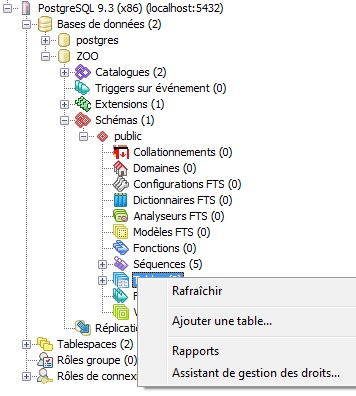 PostgreSQL 9.3 (x86) (localhost:5432)
Bases de données (2)
postgres
ZOO
Catalogues (2)
Triggers sur événement (0)
Extensions (1)
Schémas (1)
public
Collationnements (0)
Domaines (0)
Configurations FTS (0)
Dictionnaires FTS (0)
Analyseurs FTS (0)
Modèles FTS (0)
Fonctions (0)
Séquences (5)
Rafraîchir
Ajouter une table...
Rapports
Assistant de gestion des droits...
Tablespaces (2)
Rôles groupe (0)
Rôles de